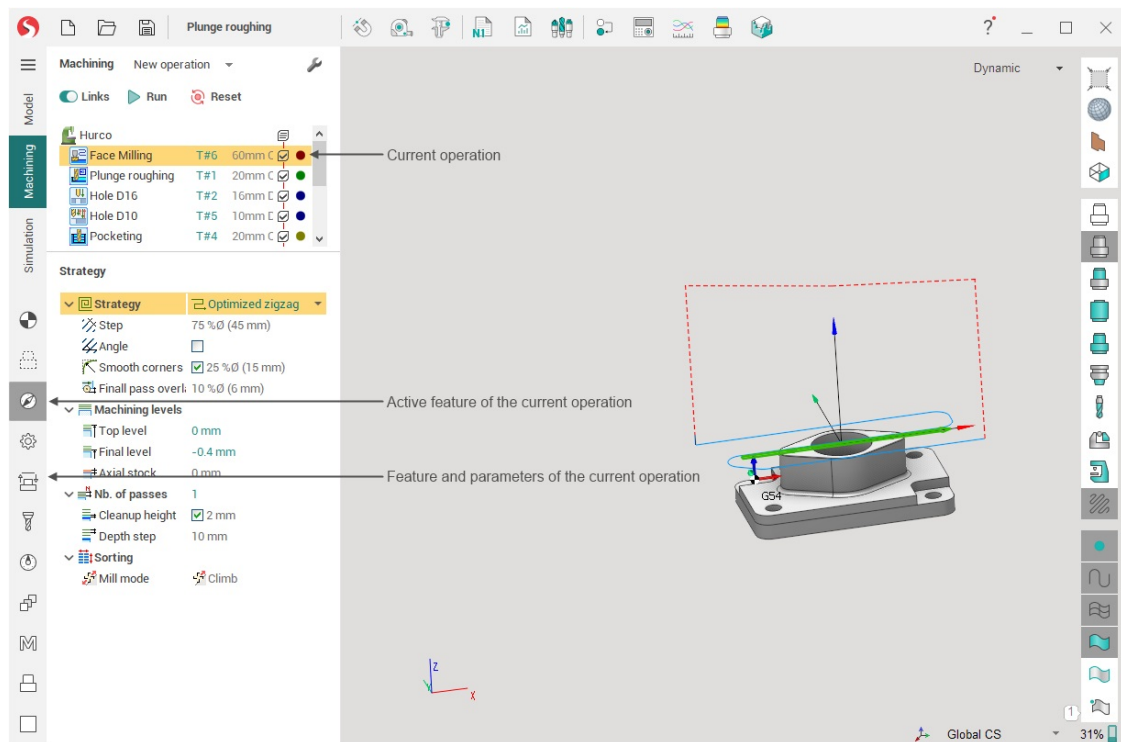 Plunge roughing
N1
?
Machining New operation
Dynamic
Links Run Reset
Model
Machining
Simulation
Hurco
Face Milling T#6 60mm C
Current operation
Plunge roughing T#1 20mm C
Hole D16 T#2 16mm D
Hole D10 T#5 10mm D
Pocketing T#4 20mm C
Strategy
Strategy Optimized zigzag
Step 75 %Ø (45 mm)
Angle
Smooth corners 25 %Ø (15 mm)
Finall pass overl 10 %Ø (6 mm)
Active feature of the current operation
Machining levels
Top level 0 mm
Final level -0.4 mm
Axial stock 0 mm
Feature and parameters of the current operation
Nb. of passes 1
Cleanup height 2 mm
Depth step 10 mm
Sorting
Mill mode Climb
G54
Z
Y
X
M
1
Global CS 31%